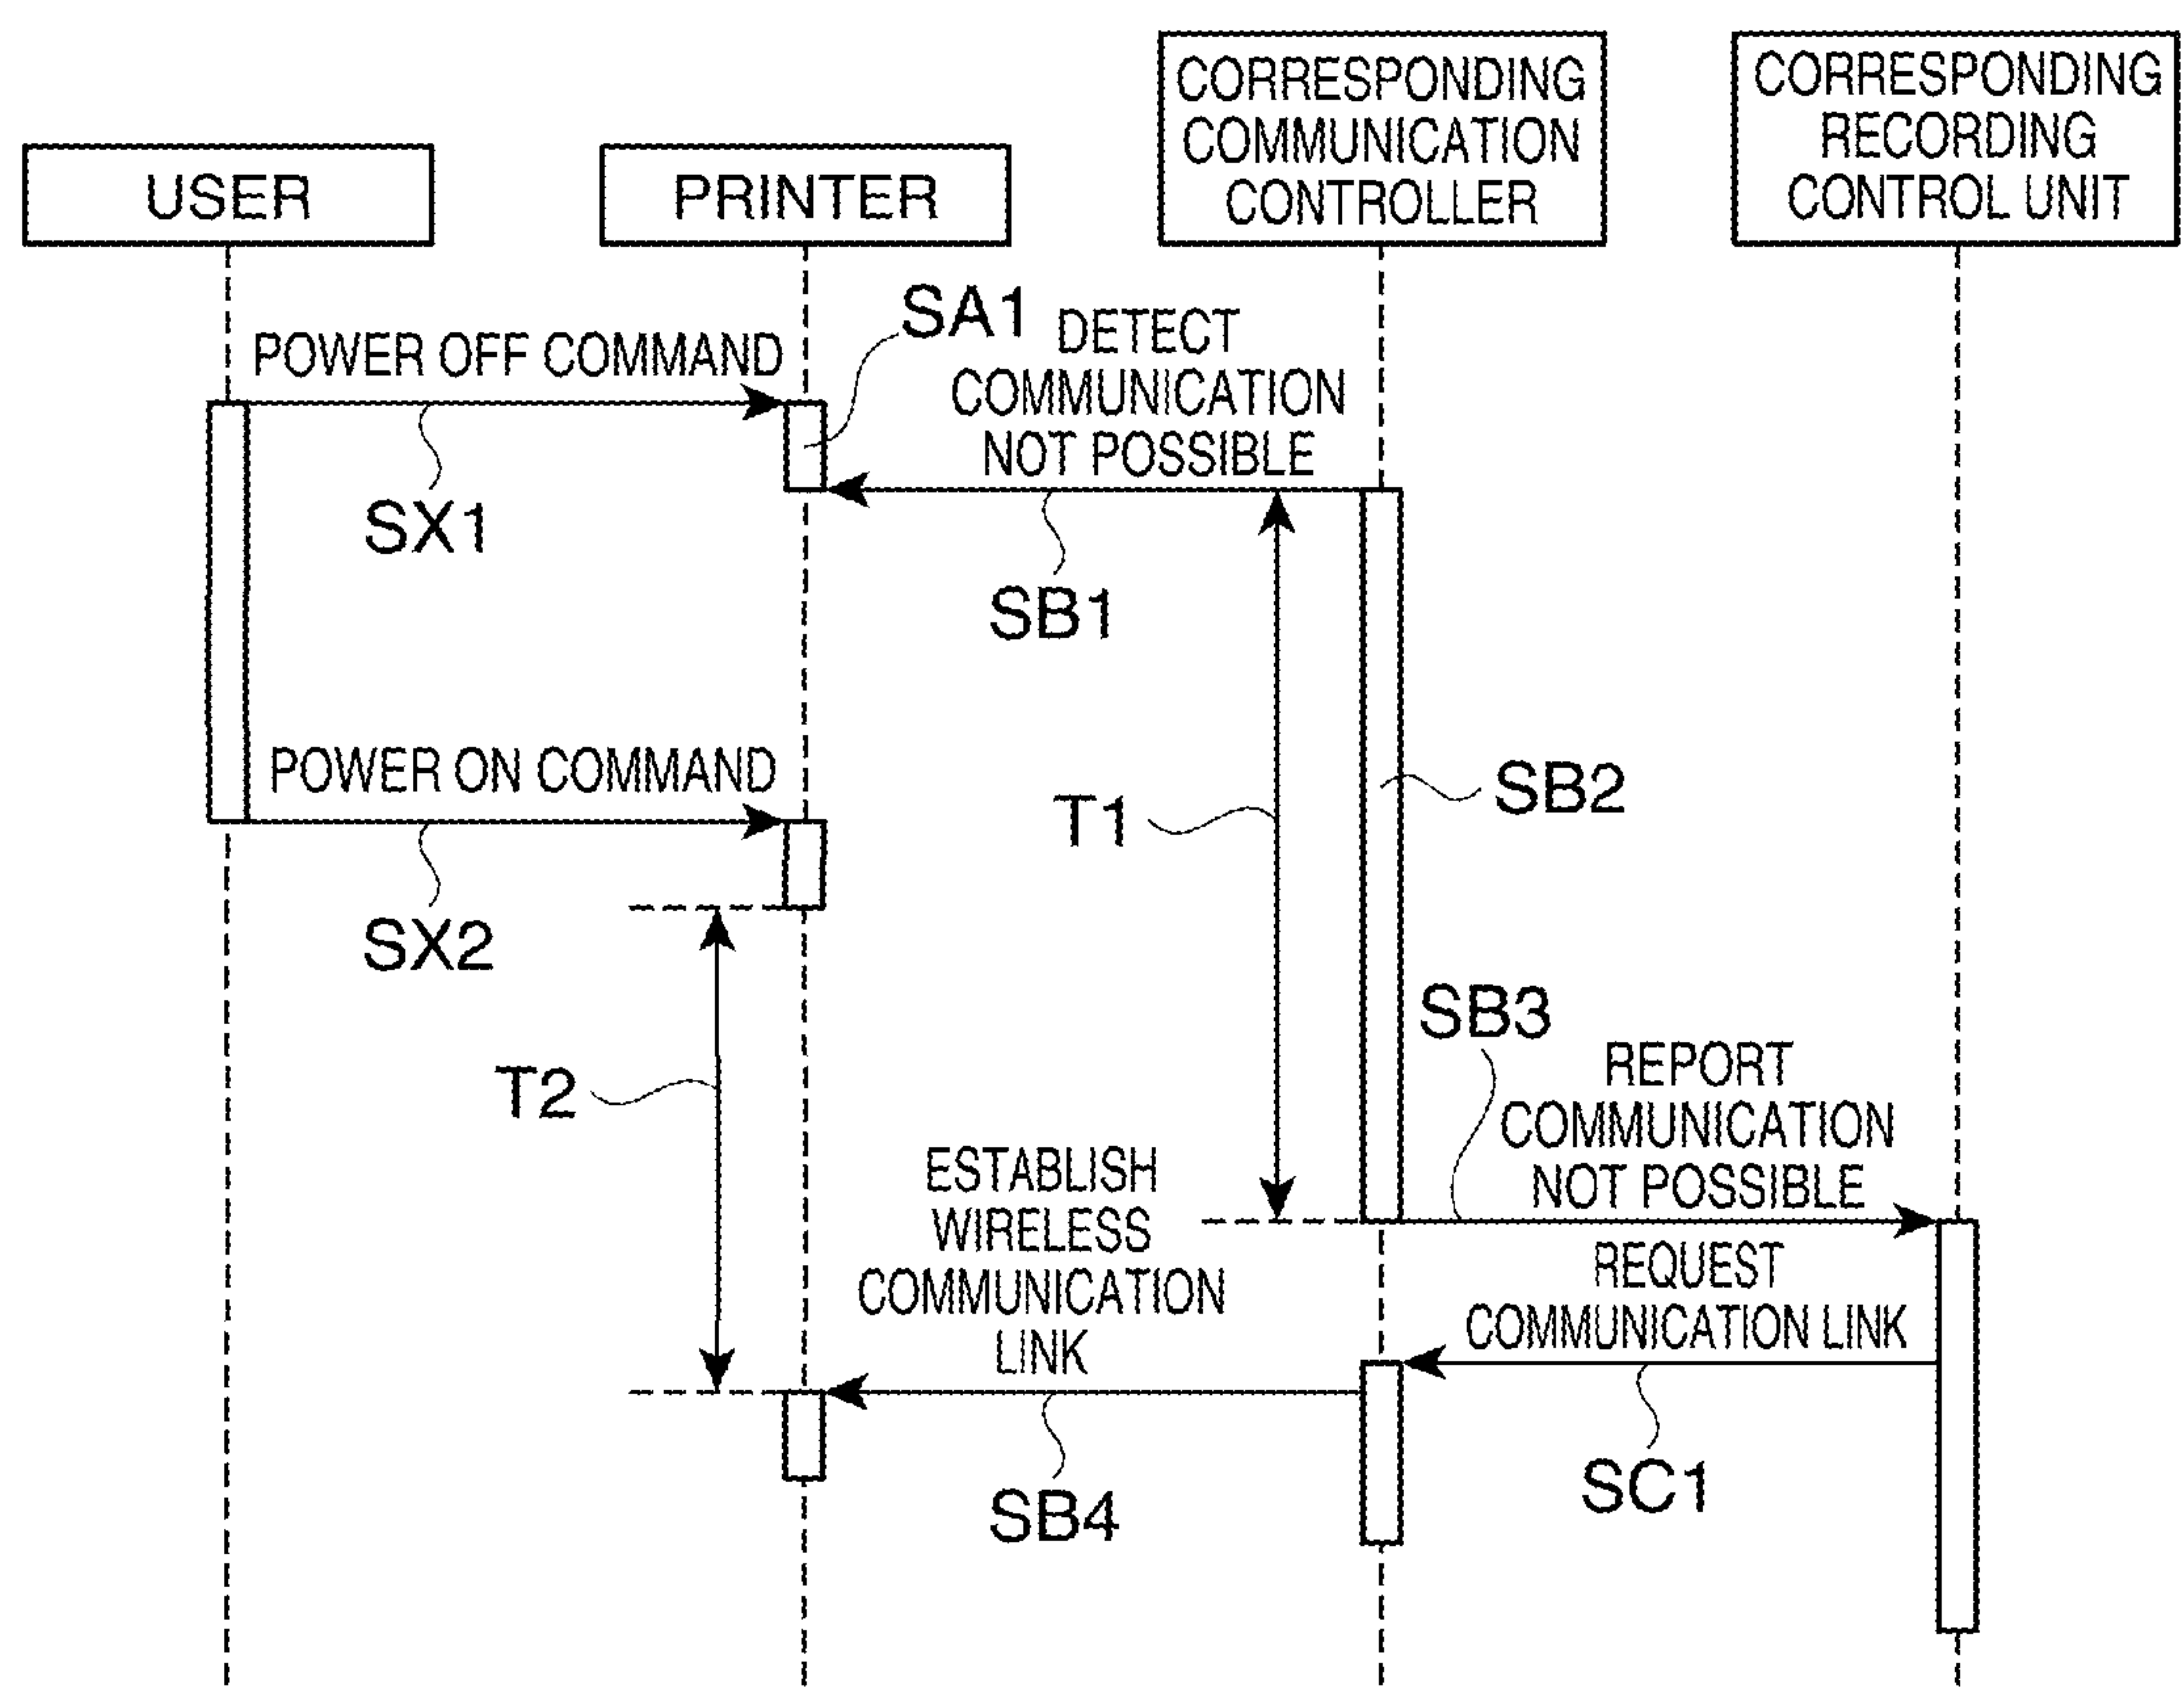 USER
PRINTER
CORRESPONDING
COMMUNICATION
CONTROLLER
CORRESPONDING
RECORDING
CONTROL UNIT
POWER OFF COMMAND
SA1
DETECT
COMMUNICATION
NOT POSSIBLE
SX1
SB1
POWER ON COMMAND
SB2
T1
SX2
SB3
T2
REPORT
COMMUNICATION
NOT POSSIBLE
ESTABLISH
WIRELESS
COMMUNICATION
LINK
REQUEST
COMMUNICATION LINK
SB4
SC1